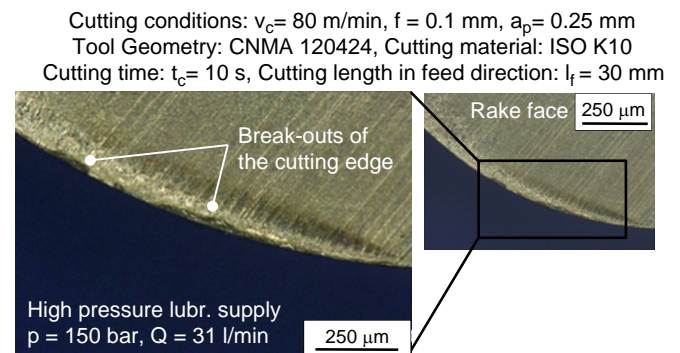 Cutting conditions: vc= 80 m/min, f = 0.1 mm, ap= 0.25 mm
Tool Geometry: CNMA 120424, Cutting material: ISO K10
Cutting time: tc= 10 s, Cutting length in feed direction: lf = 30 mm
Break-outs of
the cutting edge
High pressure lubr. supply
p = 150 bar, Q = 31 l/min
250 μm
Rake face
250 μm